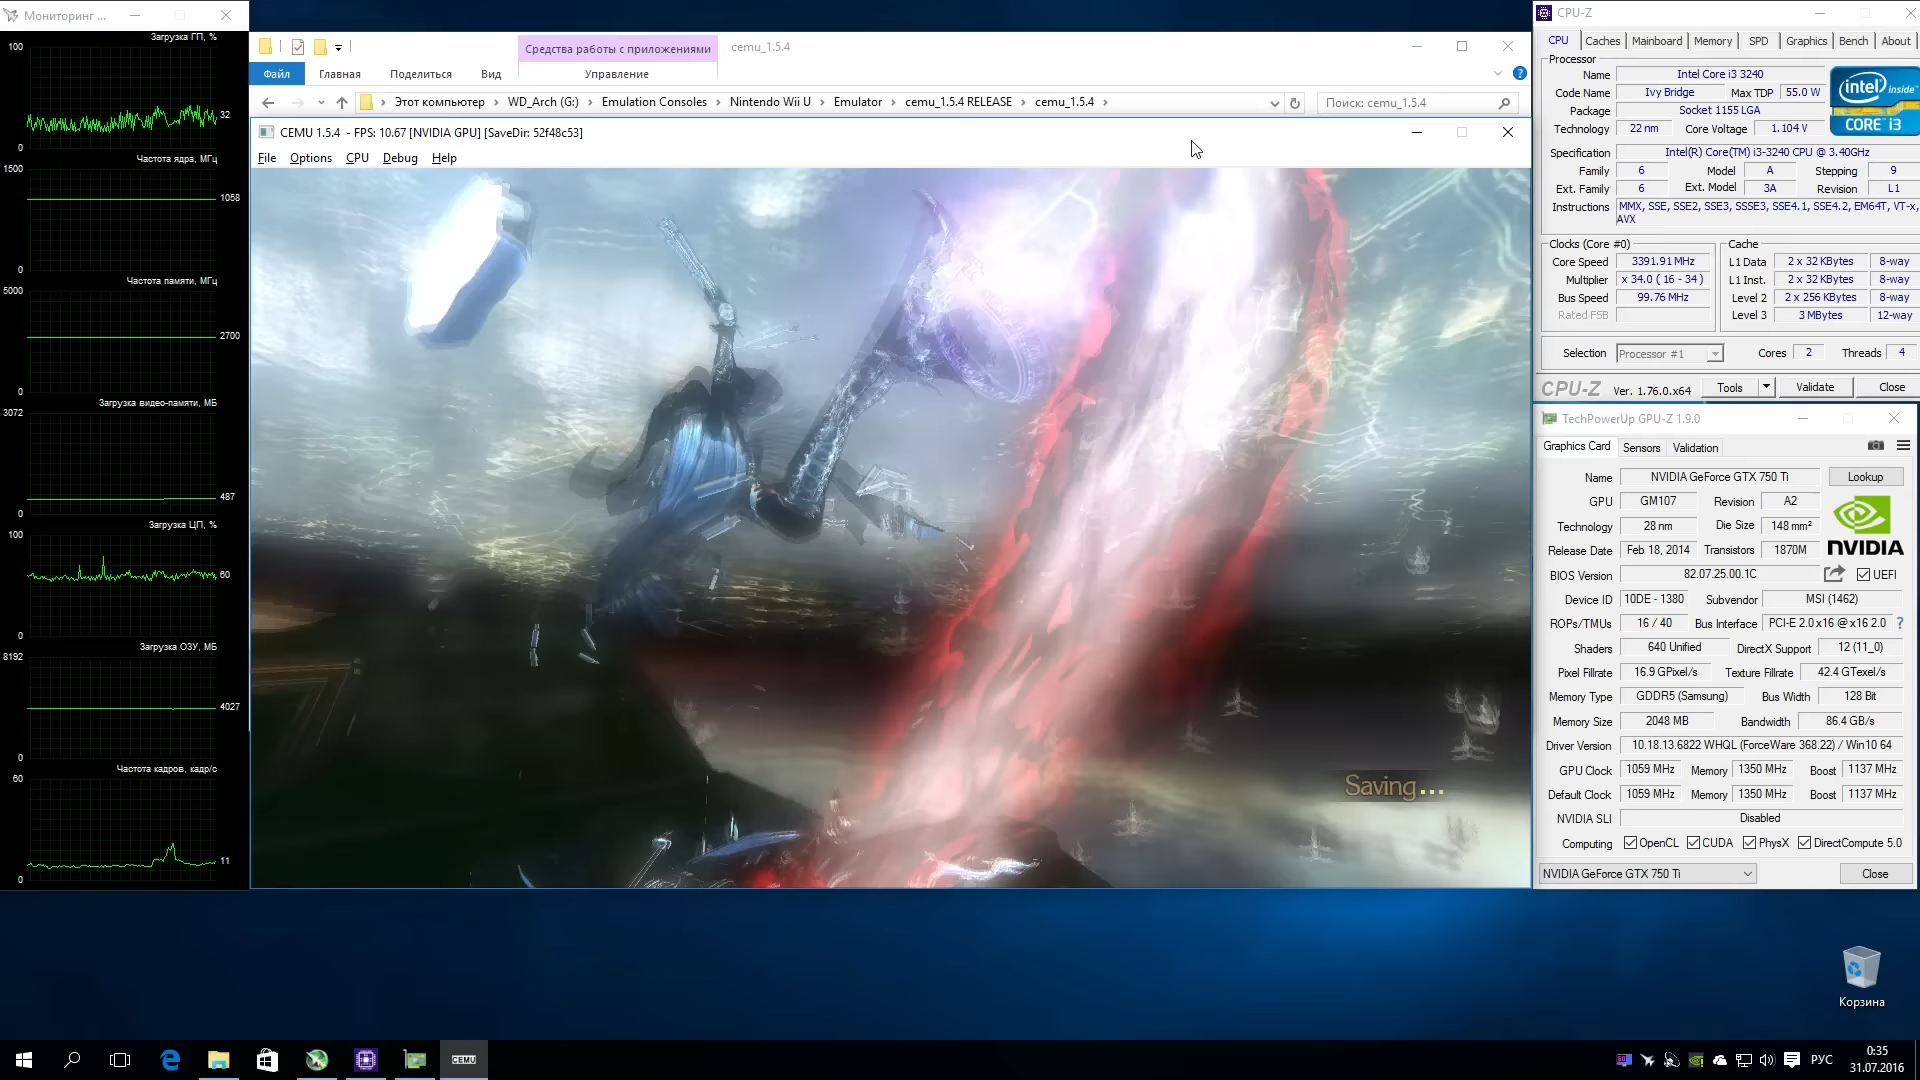 Мониторинг ...
Загрузка ГП, %
100
32
0
Частота ядра, МГц
1500
1058
0
Частота памяти, МГц
5000
2700
0
Загрузка видео-памяти, МБ
3072
487
0
Загрузка ЦП, %
100
60
0
Загрузка ОЗУ, МБ
8192
4027
0
Частота кадров, кадр/с
60
11
0
Средства работы с приложениями
cemu_1.5.4
Файл Главная Поделиться Вид Управление
Этот компьютер WD_Arch (G:) Emulation Consoles Nintendo Wii U Emulator cemu_1.5.4 RELEASE cemu_1.5.4
Поиск: cemu_1.5.4
CEMU 1.5.4 - FPS: 10.67 [NVIDIA GPU] [SaveDir: 52f48c53]
File Options CPU Debug Help
Saving...
CPU-Z
CPU Caches Mainboard Memory SPD Graphics Bench About
Processor
Name Intel Core i3 3240
Code Name Ivy Bridge Max TDP 55.0 W
Package Socket 1155 LGA
Technology 22 nm Core Voltage 1.104 V
intel inside™
CORE™ i3
Specification Intel(R) Core(TM) i3-3240 CPU @ 3.40GHz
Family 6 Model A Stepping 9
Ext. Family 6 Ext. Model 3A Revision L1
Instructions MMX, SSE, SSE2, SSE3, SSSE3, SSE4.1, SSE4.2, EM64T, VT-x,
AVX
Clocks (Core #0)
Core Speed 3391.91 MHz
Multiplier x 34.0 ( 16 - 34 )
Bus Speed 99.76 MHz
Rated FSB
Cache
L1 Data 2 x 32 KBytes 8-way
L1 Inst. 2 x 32 KBytes 8-way
Level 2 2 x 256 KBytes 8-way
Level 3 3 MBytes 12-way
Selection Processor #1 Cores 2 Threads 4
CPU-Z Ver. 1.76.0.x64 Tools Validate Close
TechPowerUp GPU-Z 1.9.0
Graphics Card Sensors Validation
Name NVIDIA GeForce GTX 750 Ti Lookup
GPU GM107 Revision A2
Technology 28 nm Die Size 148 mm²
Release Date Feb 18, 2014 Transistors 1870M
NVIDIA
BIOS Version 82.07.25.00.1C UEFI
Device ID 10DE - 1380 Subvendor MSI (1462)
ROPs/TMUs 16 / 40 Bus Interface PCI-E 2.0 x16 @ x16 2.0 ?
Shaders 640 Unified DirectX Support 12 (11_0)
Pixel Fillrate 16.9 GPixel/s Texture Fillrate 42.4 GTexel/s
Memory Type GDDR5 (Samsung) Bus Width 128 Bit
Memory Size 2048 MB Bandwidth 86.4 GB/s
Driver Version 10.18.13.6822 WHQL (ForceWare 368.22) / Win10 64
GPU Clock 1059 MHz Memory 1350 MHz Boost 1137 MHz
Default Clock 1059 MHz Memory 1350 MHz Boost 1137 MHz
NVIDIA SLI Disabled
Computing OpenCL CUDA PhysX DirectCompute 5.0
NVIDIA GeForce GTX 750 Ti Close
Корзина
CEMU
РУС
0:35
31.07.2016